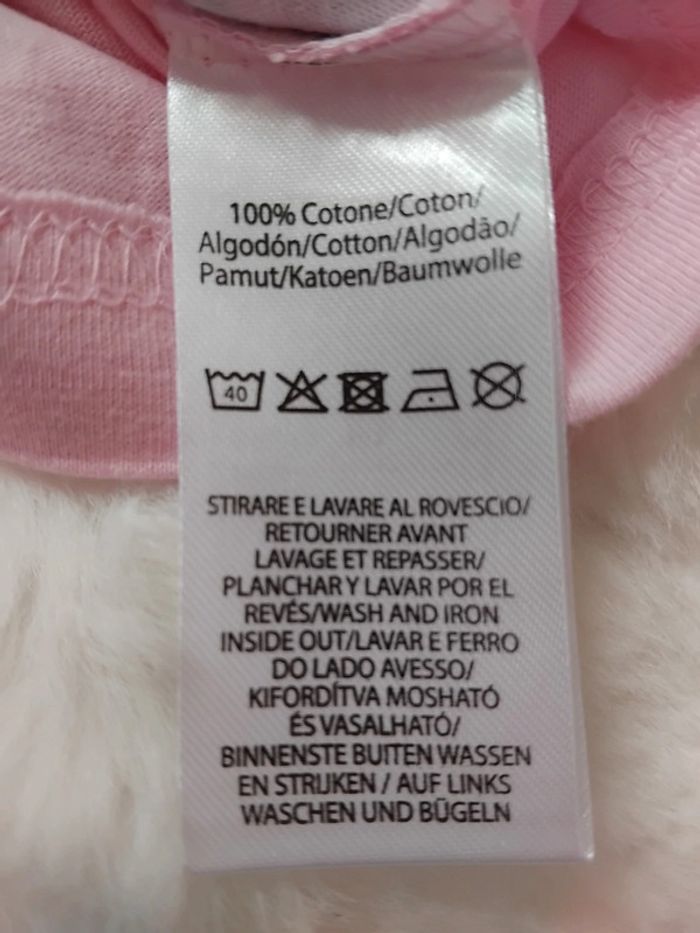 100% Cotone/Coton/
Algodón/Cotton/Algodão/
Pamut/Katoen/Baumwolle
40
STIRARE E LAVARE AL ROVESCIO/
RETOURNER AVANT
LAVAGE ET REPASSER/
PLANCHAR Y LAVAR POR EL
REVÉS/WASH AND IRON
INSIDE OUT/LAVAR E FERRO
DO LADO AVESSO/
KIFORDÍTVA MOSHATÓ
ÉS VASALHATÓ/
BINNENSTE BUITEN WASSEN
EN STRIJKEN / AUF LINKS
WASCHEN UND BÜGELN